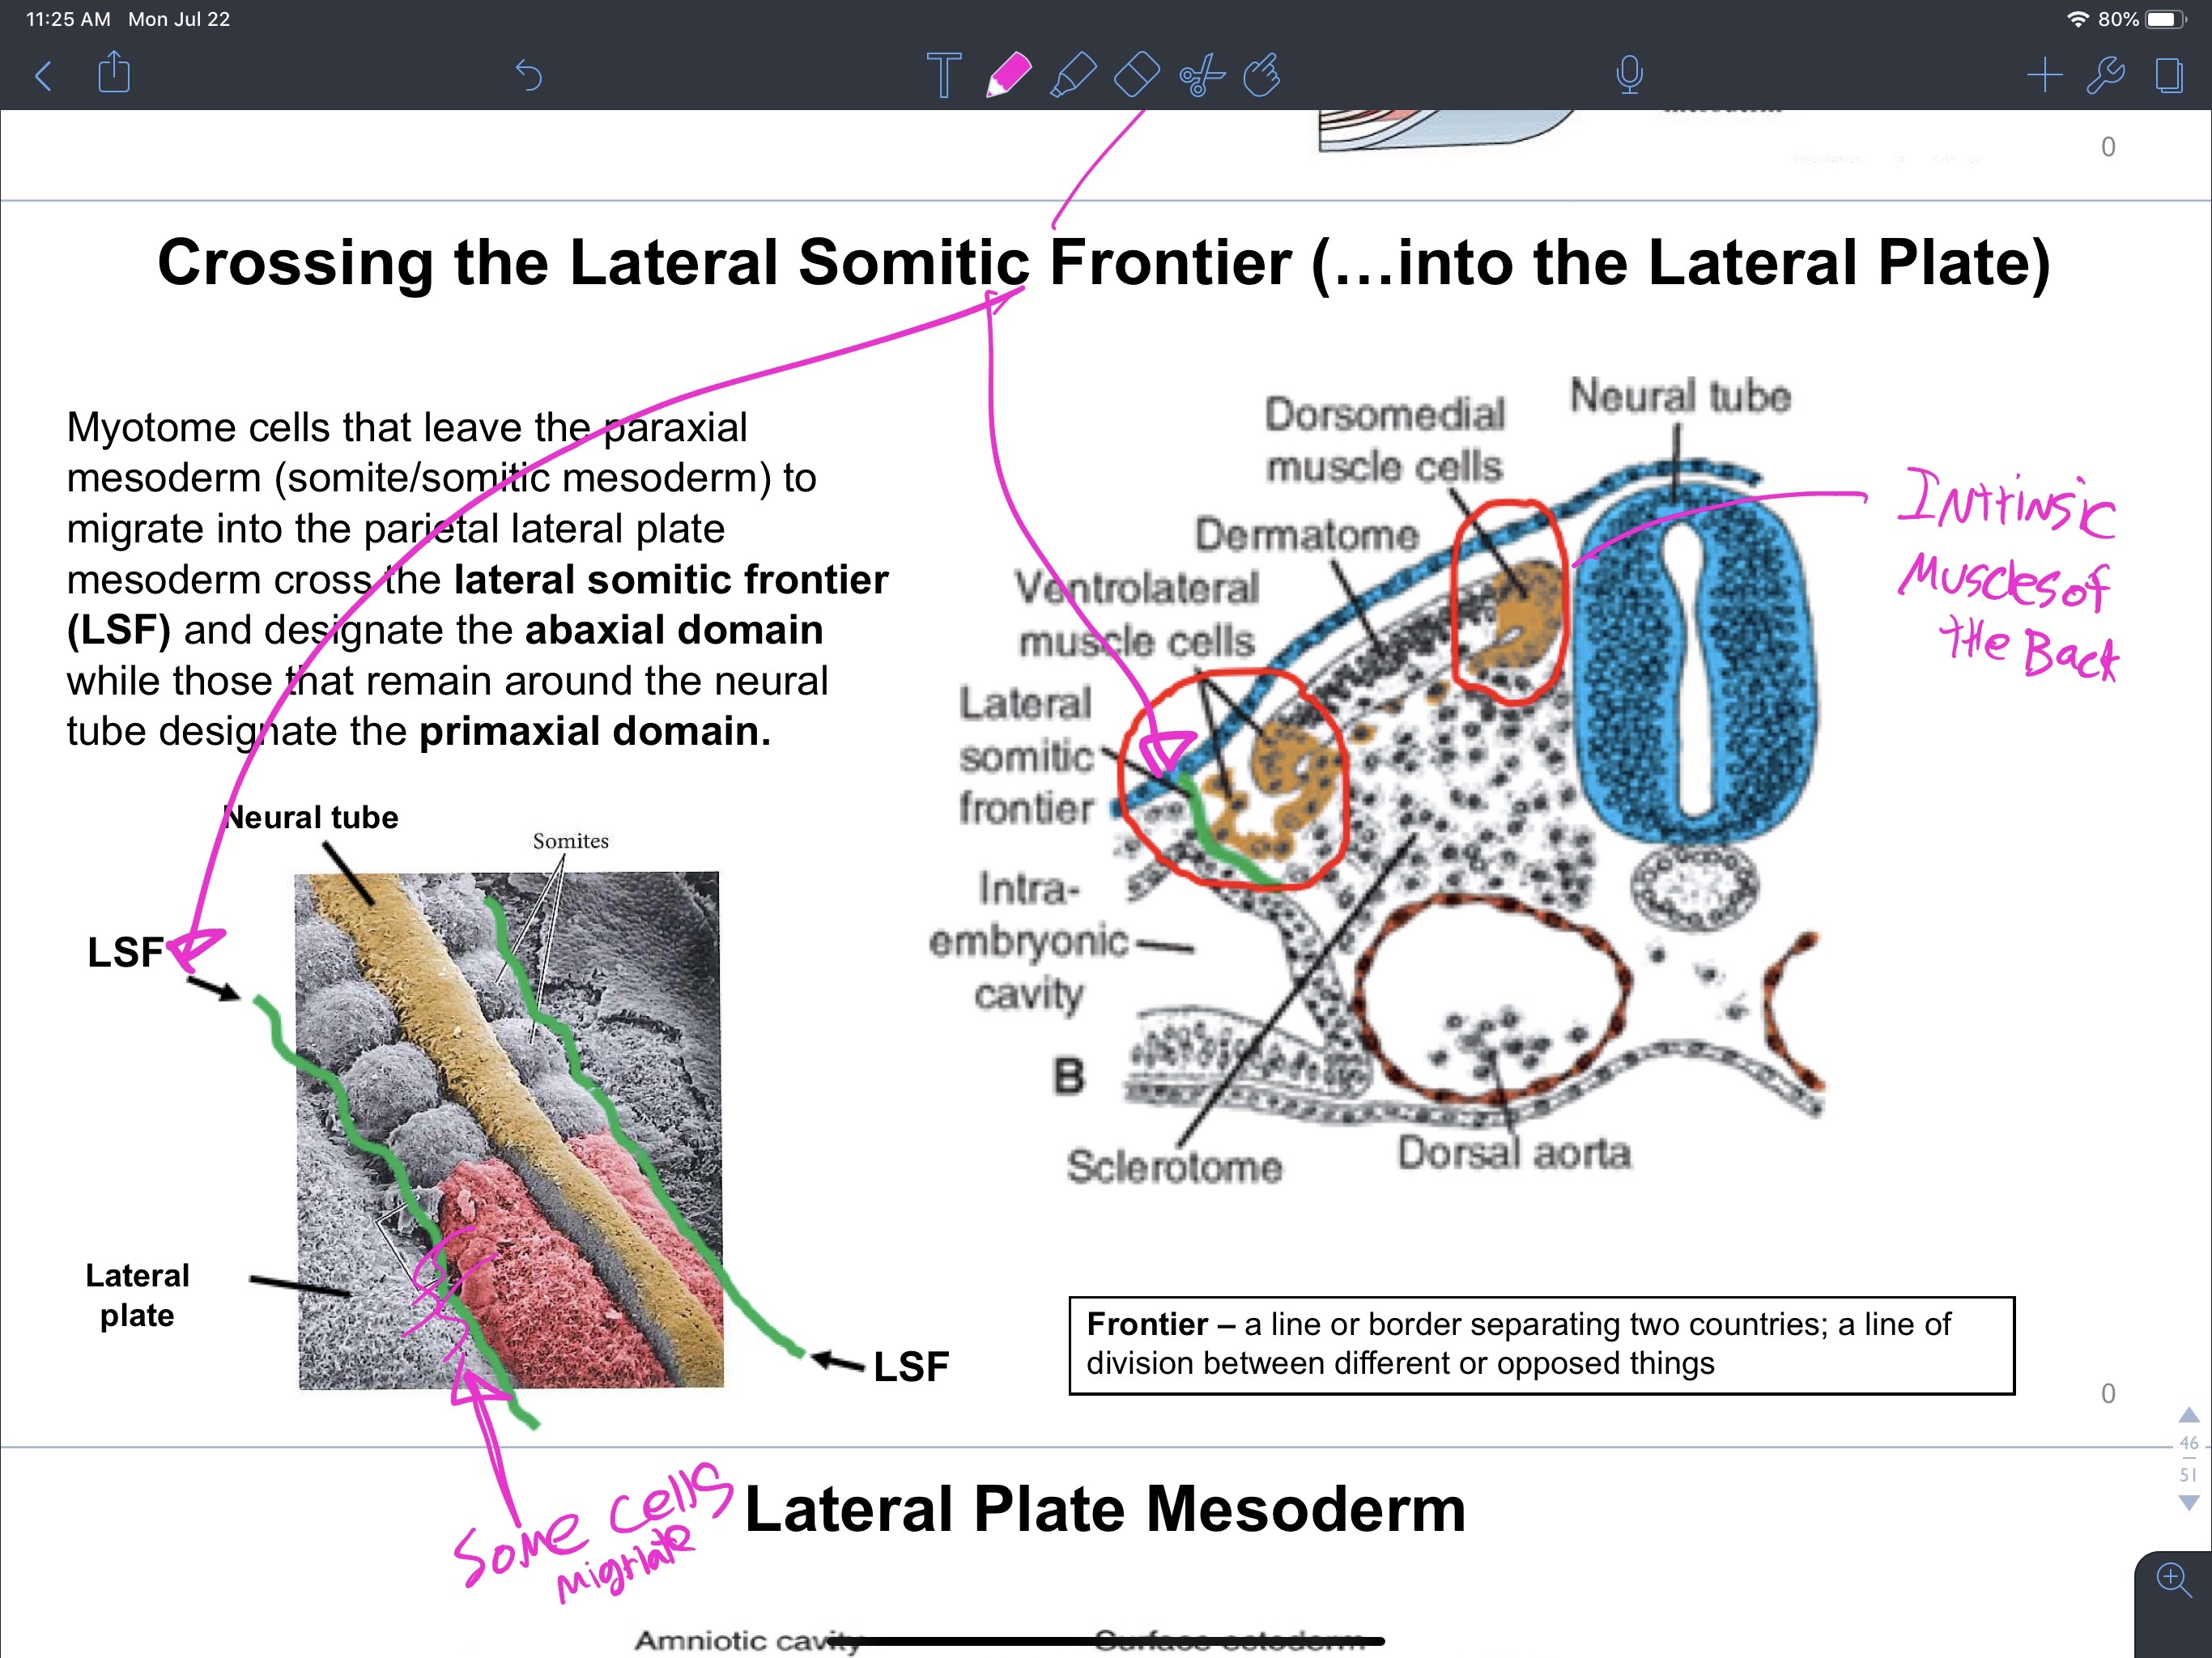 11:25 AM Mon Jul 22
80%
T
0
Crossing the Lateral Somitic Frontier (…into the Lateral Plate)
Myotome cells that leave the paraxial
mesoderm (somite/somitic mesoderm) to
migrate into the parietal lateral plate
mesoderm cross the lateral somitic frontier
(LSF) and designate the abaxial domain
while those that remain around the neural
tube designate the primaxial domain.
Neural tube
Somites
LSF
Lateral
plate
LSF
Some cells
migrate
Dorsomedial
muscle cells
Neural tube
Dermatome
Ventrolateral
muscle cells
Lateral
somitic
frontier
Intra-
embryonic
cavity
B
Sclerotome
Dorsal aorta
Intrinsic
Muscles of
the Back
Frontier – a line or border separating two countries; a line of
division between different or opposed things
0
46
51
Lateral Plate Mesoderm
Amniotic cavity
Surface ectoderm